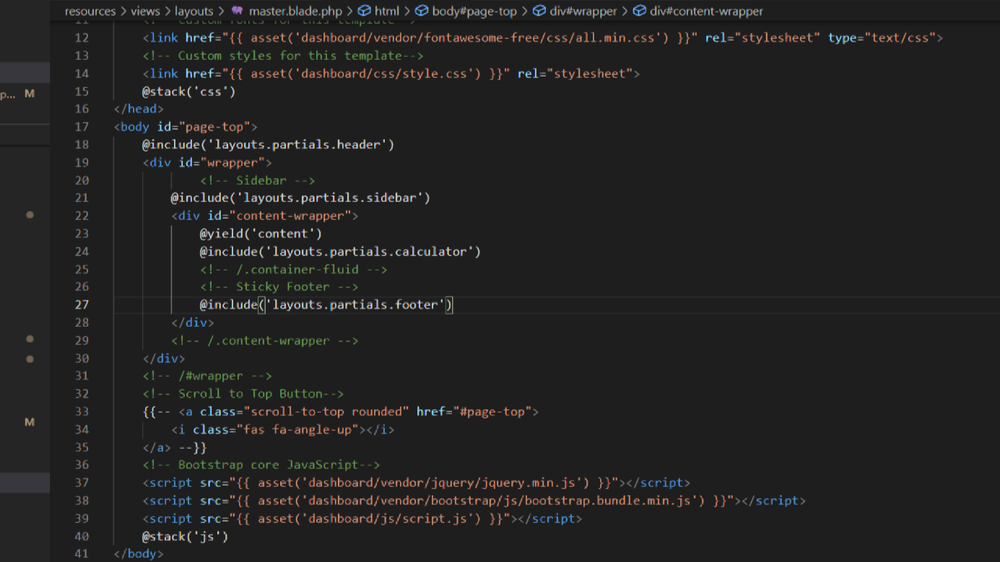 resources > views > layouts > master.blade.php > html > body#page-top > div#wrapper > div#content-wrapper
11 <!-- Custom fonts for this template-->
12 <link href="{{ asset('dashboard/vendor/fontawesome-free/css/all.min.css') }}" rel="stylesheet" type="text/css">
13 <!-- Custom styles for this template-->
14 <link href="{{ asset('dashboard/css/style.css') }}" rel="stylesheet">
p... M
15 @stack('css')
16 </head>
17 <body id="page-top">
18 @include('layouts.partials.header')
19 <div id="wrapper">
20 <!-- Sidebar -->
21 @include('layouts.partials.sidebar')
22 <div id="content-wrapper">
23 @yield('content')
24 @include('layouts.partials.calculator')
25 <!-- /.container-fluid -->
26 <!-- Sticky Footer -->
27 @include('layouts.partials.footer')
28 </div>
29 <!-- /.content-wrapper -->
30 </div>
31 <!-- /#wrapper -->
32 <!-- Scroll to Top Button-->
33 {{-- <a class="scroll-to-top rounded" href="#page-top">
M
34 <i class="fas fa-angle-up"></i>
35 </a> --}}
36 <!-- Bootstrap core JavaScript-->
37 <script src="{{ asset('dashboard/vendor/jquery/jquery.min.js') }}"></script>
38 <script src="{{ asset('dashboard/vendor/bootstrap/js/bootstrap.bundle.min.js') }}"></script>
39 <script src="{{ asset('dashboard/js/script.js') }}"></script>
40 @stack('js')
41 </body>